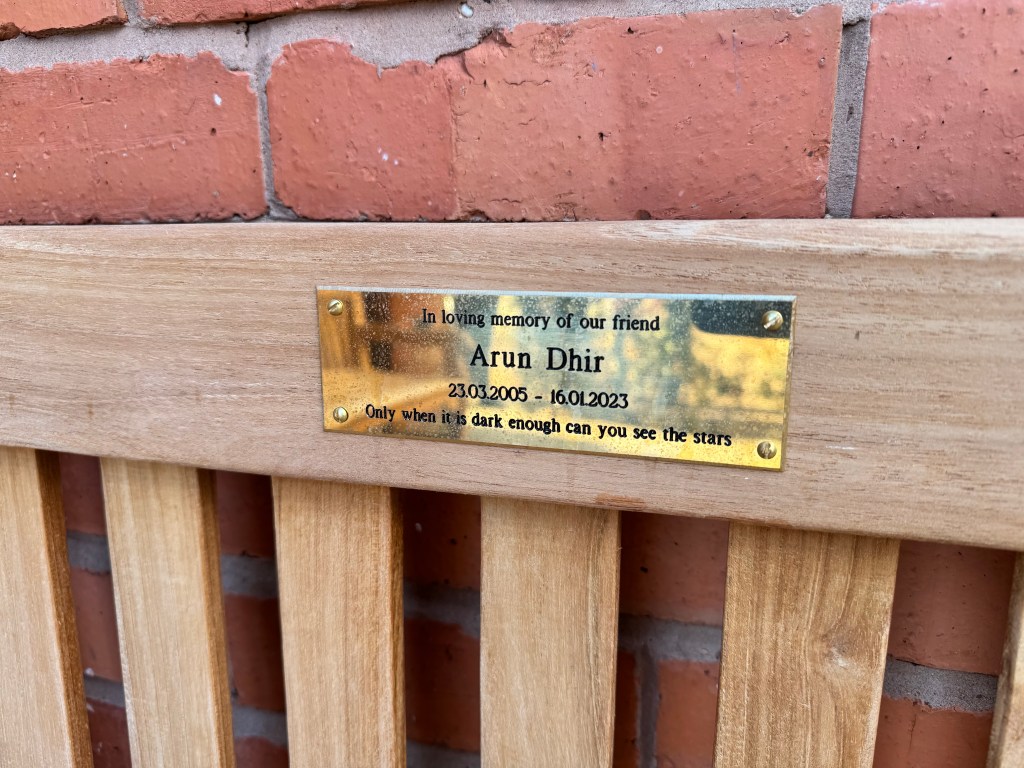 In loving memory of our friend
Arun Dhir
23.03.2005 - 16.01.2023
Only when it is dark enough can you see the stars